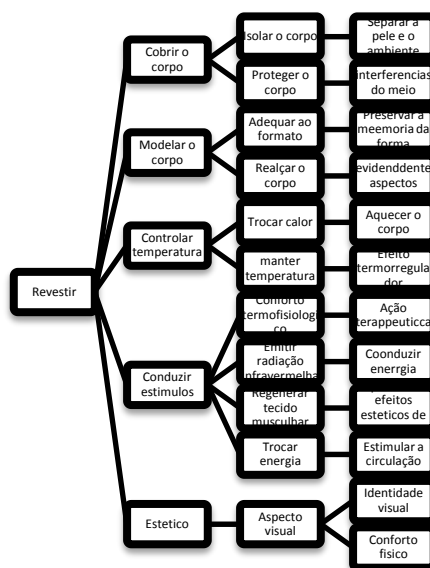 Revestir
Cobrir o
corpo
Isolar o corpo
Separar a
pele e o
ambiente
Proteger o
corpo
interferencias
do meio
Modelar o
corpo
Adequar ao
formato
Preservar a
meemoria da
forma
Realçar o
corpo
evidenddente
aspectos
Controlar
temperatura
Trocar calor
Aquecer o
corpo
manter
temperatura
Efeito
termorregula
dor
Conduzir
estimulos
Conforto
termofisiologi
co
Ação
terappeuticca
Emitir
radiação
infravermelha
Coonduzir
enerrgia
Regenerar
tecido
musculhar
efeitos
esteticos de
Trocar
energia
Estimular a
circulação
Estetico
Aspecto
visual
Identidade
visual
Conforto
fisico